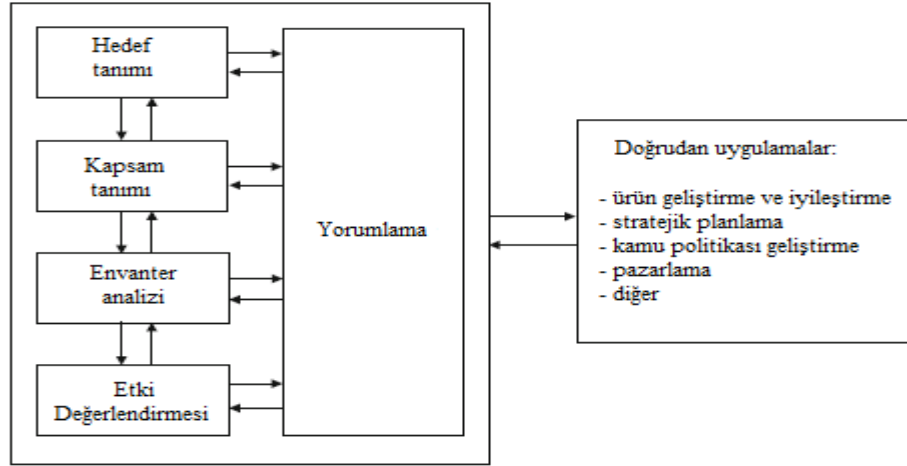 Hedef
tanımı
Kapsam
tanımı
Envanter
analizi
Etki
Değerlendirmesi
Yorumlama
Doğrudan uygulamalar:
- ürün geliştirme ve iyileştirme
- stratejik planlama
- kamu politikası geliştirme
- pazarlama
- diğer